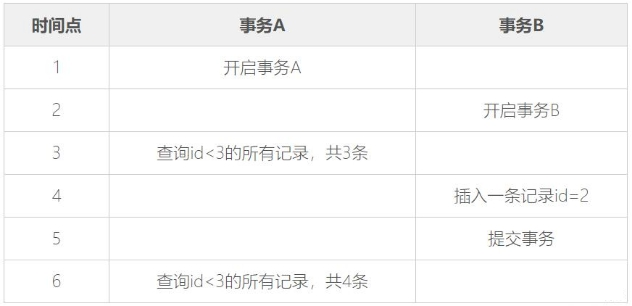 时间点 事务A 事务B
1 开启事务A
2 开启事务B
3 查询id<3的所有记录，共3条
4 插入一条记录id=2
5 提交事务
6 查询id<3的所有记录，共4条